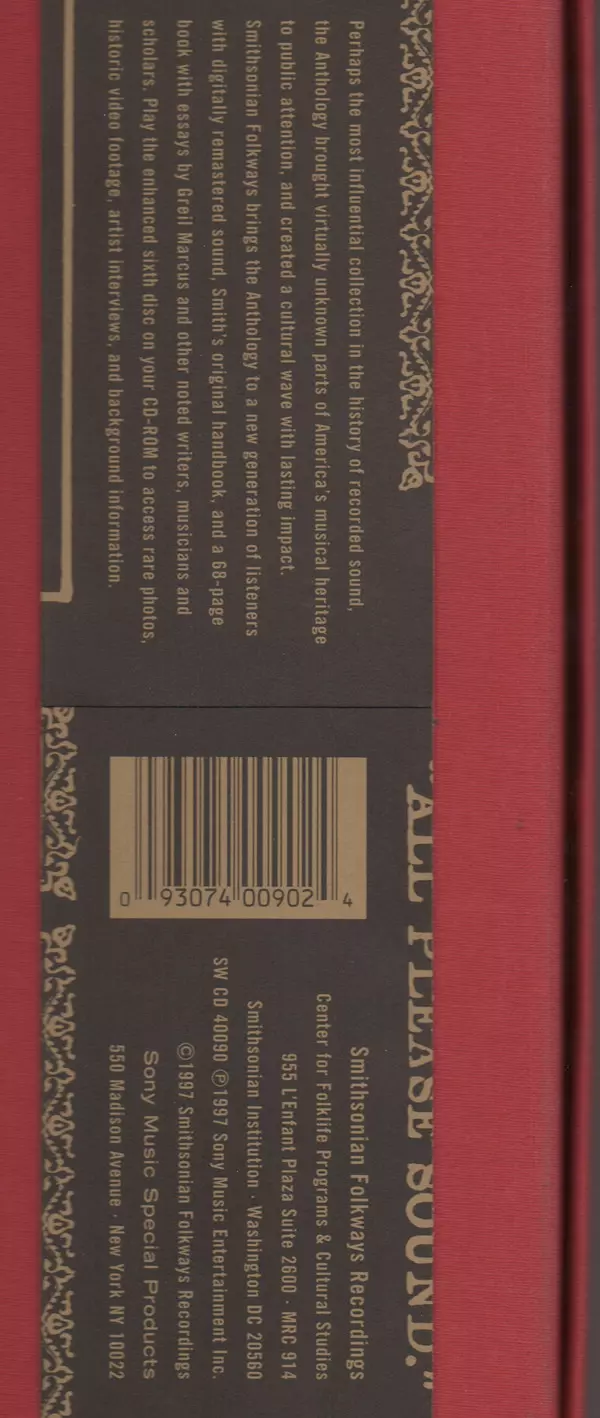 Perhaps the most influential collection in the history of recorded sound,
the Anthology brought virtually unknown parts of America's musical heritage
to public attention, and created a cultural wave with lasting impact.
Smithsonian Folkways brings the Anthology to a new generation of listeners
with digitally remastered sound, Smith's original handbook, and a 68-page
book with essays by Greil Marcus and other noted writers, musicians and
scholars. Play the enhanced sixth disc on your CD-ROM to access rare photos,
historic video footage, artist interviews, and background information.
"ALL PLEASE SOUND."
0 93074 00902 4
Smithsonian Folkways Recordings
Center for Folklife Programs & Cultural Studies
955 L'Enfant Plaza Suite 2600 · MRC 914
Smithsonian Institution · Washington DC 20560
SW CD 40090 ℗1997 Sony Music Entertainment Inc.
©1997 Smithsonian Folkways Recordings
Sony Music Special Products
550 Madison Avenue · New York NY 10022